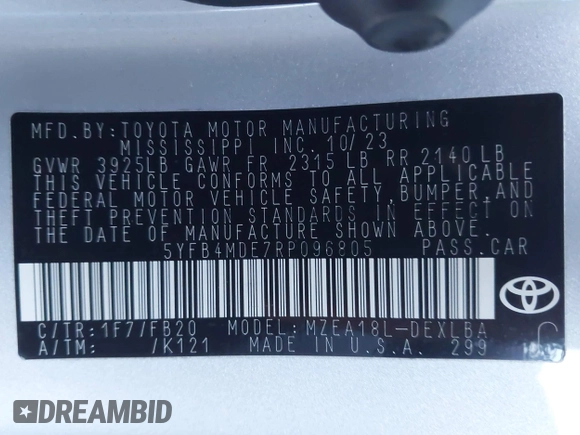 MFD.BY:TOYOTA MOTOR MANUFACTURING
MISSISSIPPI INC. 10/23
GVWR 3925LB GAWR FR 2315 LB RR 2140 LB
THIS VEHICLE CONFORMS TO ALL APPLICABLE
FEDERAL MOTOR VEHICLE SAFETY,BUMPER,AND
THEFT PREVENTION STANDARDS IN EFFECT ON
THE DATE OF MANUFACTURE SHOWN ABOVE.
5YFB4MDE7RP096805 PASS.CAR
C/TR:1F7/FB20 MODEL:MZEA18L-DEXLBA
A/TM: /K121 MADE IN U.S.A. 299
TOYOTA
DREAMBID